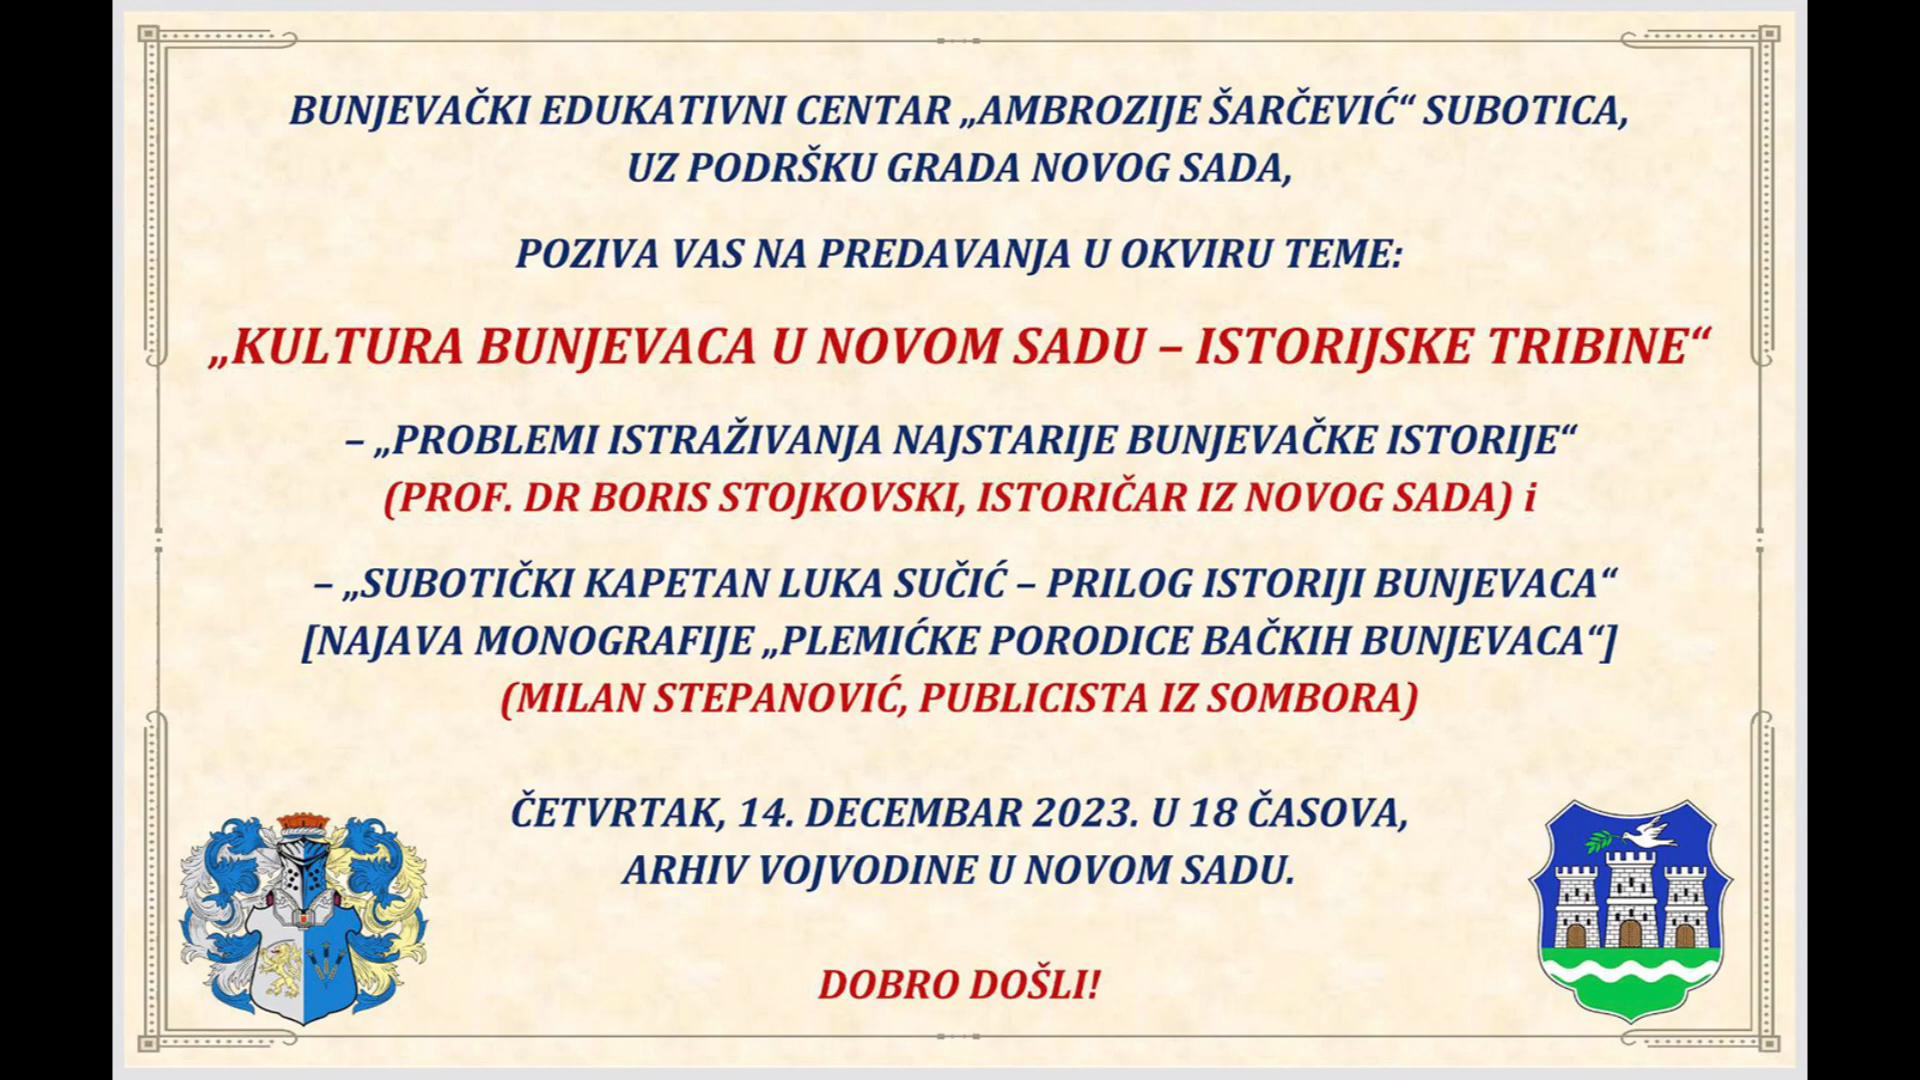 BUNJEVAČKI EDUKATIVNI CENTAR „AMBROZIJE ŠARČEVIĆ“ SUBOTICA,
UZ PODRŠKU GRADA NOVOG SADA,
POZIVA VAS NA PREDAVANJA U OKVIRU TEME:
„KULTURA BUNJEVACA U NOVOM SADU – ISTORIJSKE TRIBINE“
– „PROBLEMI ISTRAŽIVANJA NAJSTARIJE BUNJEVAČKE ISTORIJE“
(PROF. DR BORIS STOJKOVSKI, ISTORIČAR IZ NOVOG SADA) i
– „SUBOTIČKI KAPETAN LUKA SUČIĆ – PRILOG ISTORIJI BUNJEVACA“
[NAJAVA MONOGRAFIJE „PLEMIĆKE PORODICE BAČKIH BUNJEVACA“]
(MILAN STEPANOVIĆ, PUBLICISTA IZ SOMBORA)
ČETVRTAK, 14. DECEMBAR 2023. U 18 ČASOVA,
ARHIV VOJVODINE U NOVOM SADU.
DOBRO DOŠLI!